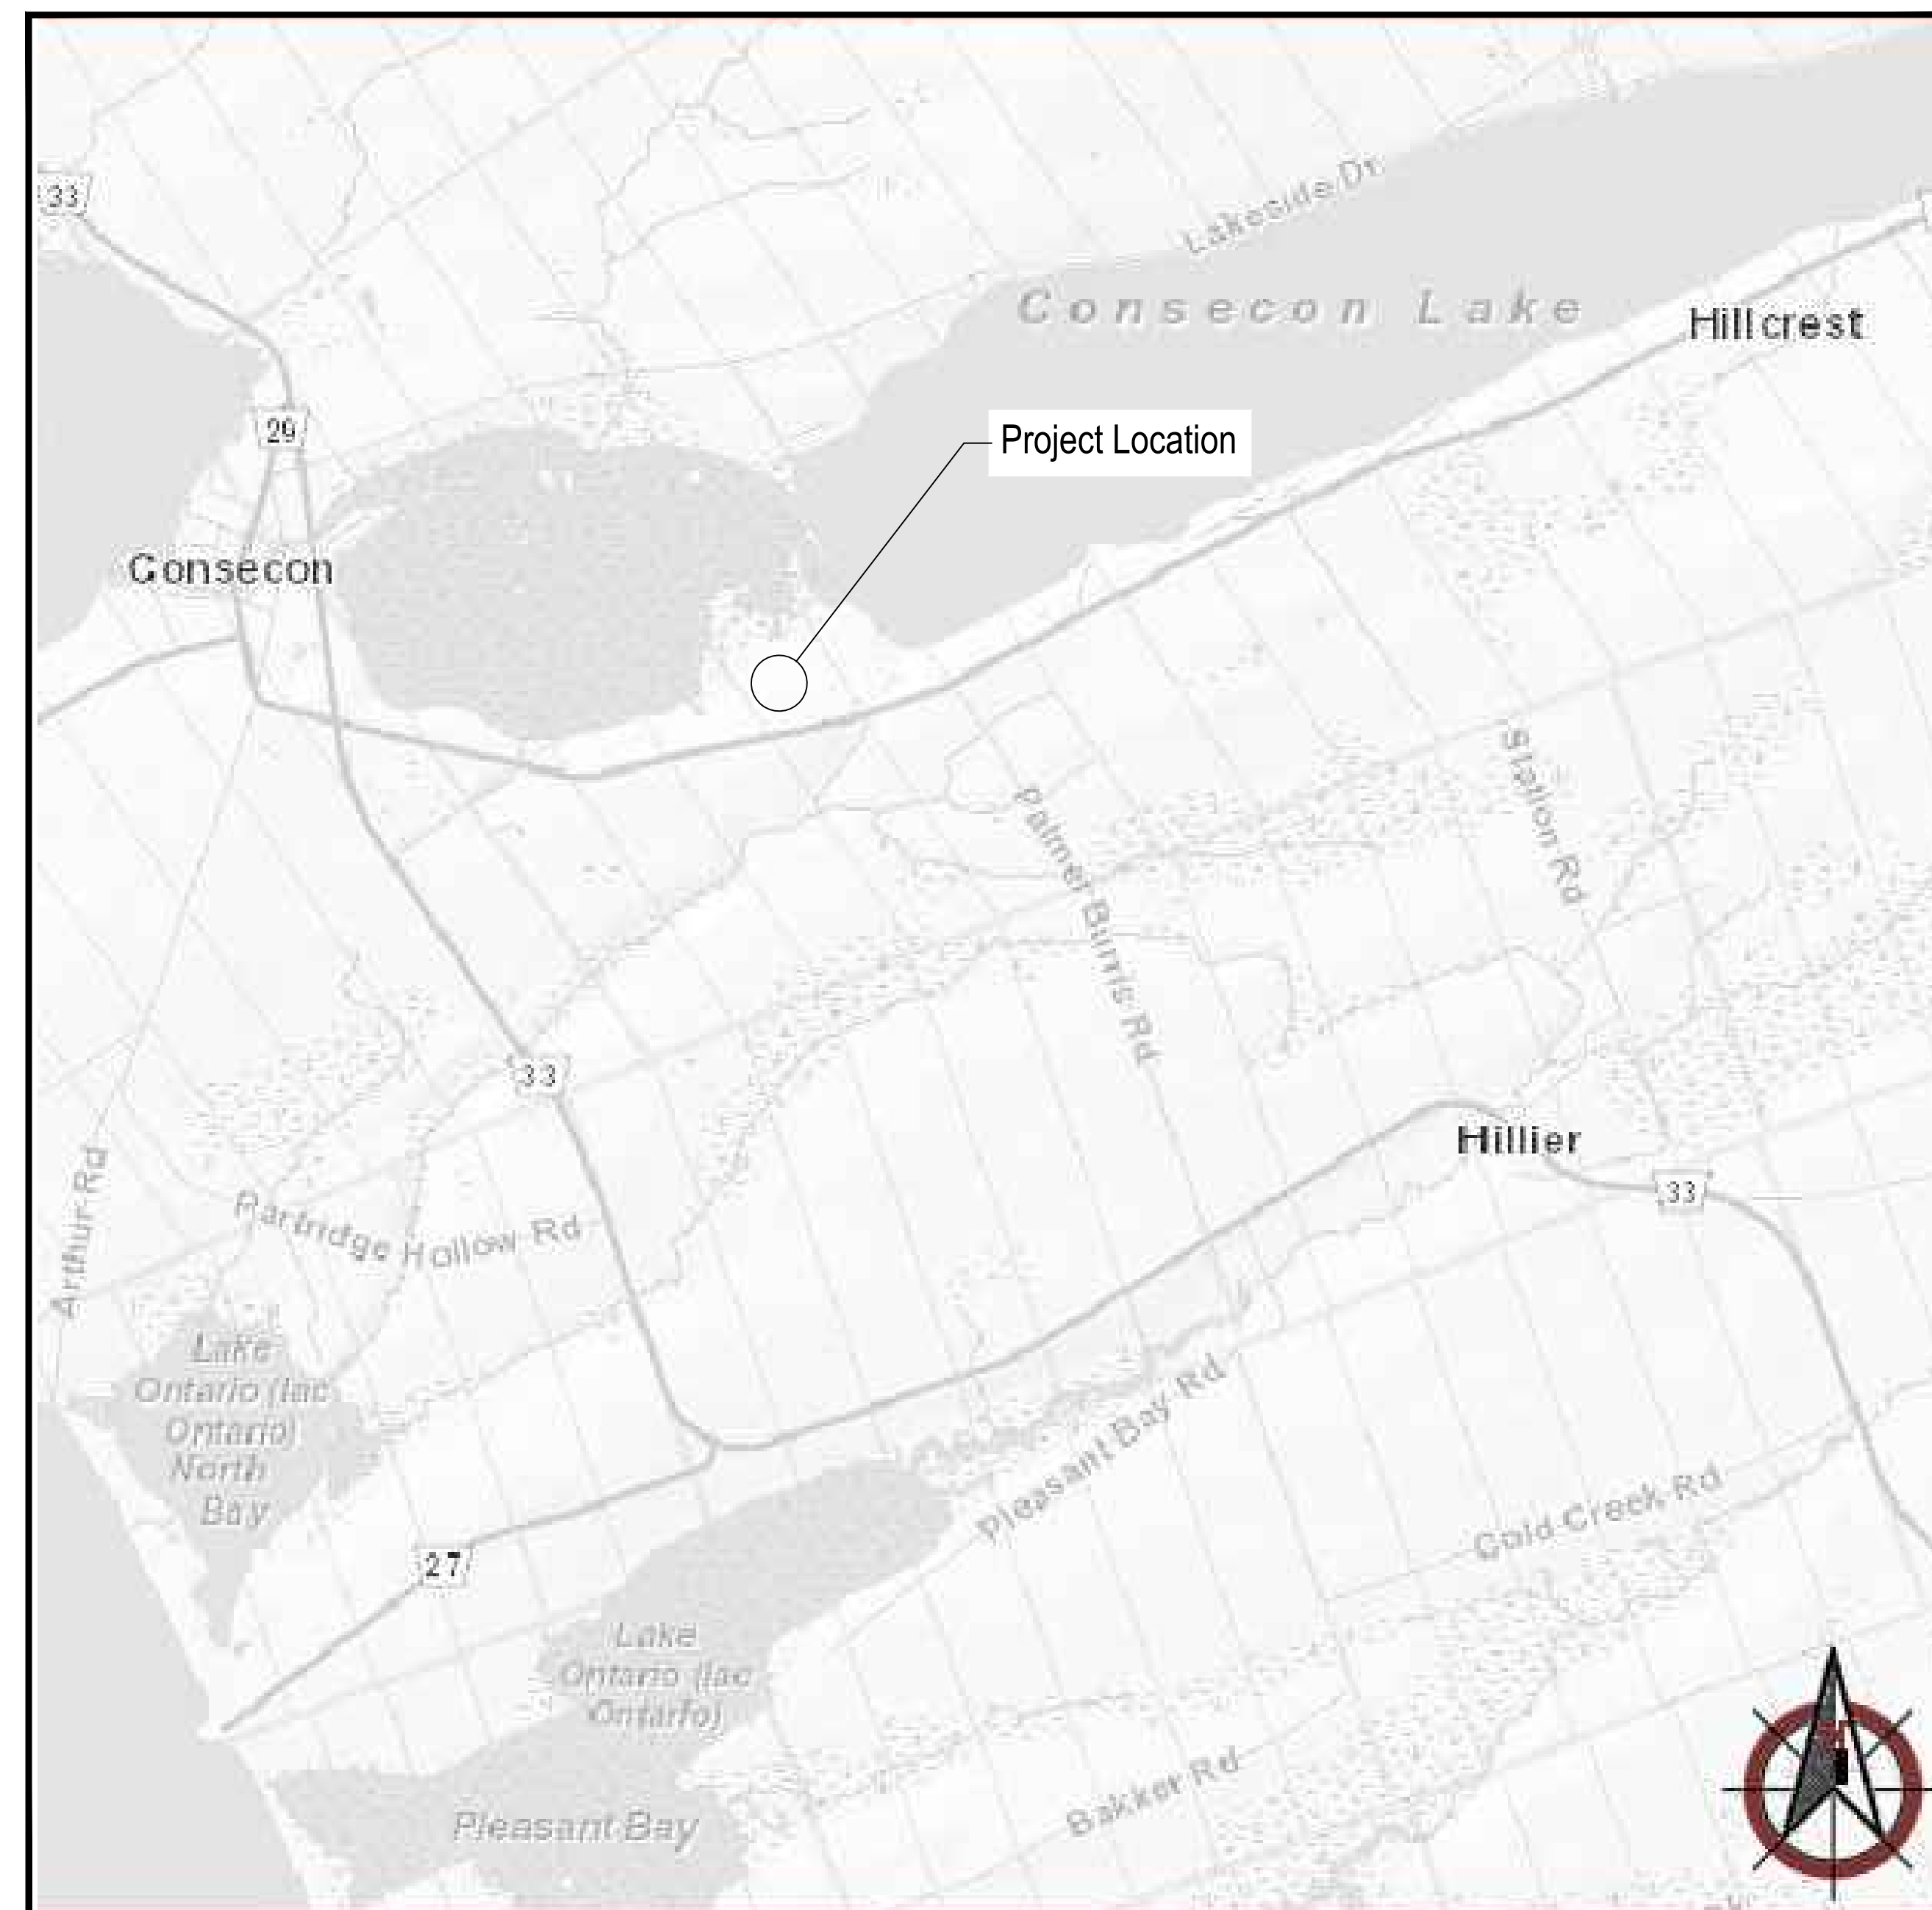 33
Lakeside Dr
Consecon Lake
Hillcrest
29
Project Location
Consecon
Station Rd
Palmer Burris Rd
33
Hillier
33
Arthur Rd
Partridge Hollow Rd
Lake
Ontario (lac
Ontario)
North
Bay
Pleasant Bay Rd
Cold Creek Rd
27
Lake
Ontario (lac
Ontario)
Bakker Rd
Pleasant Bay